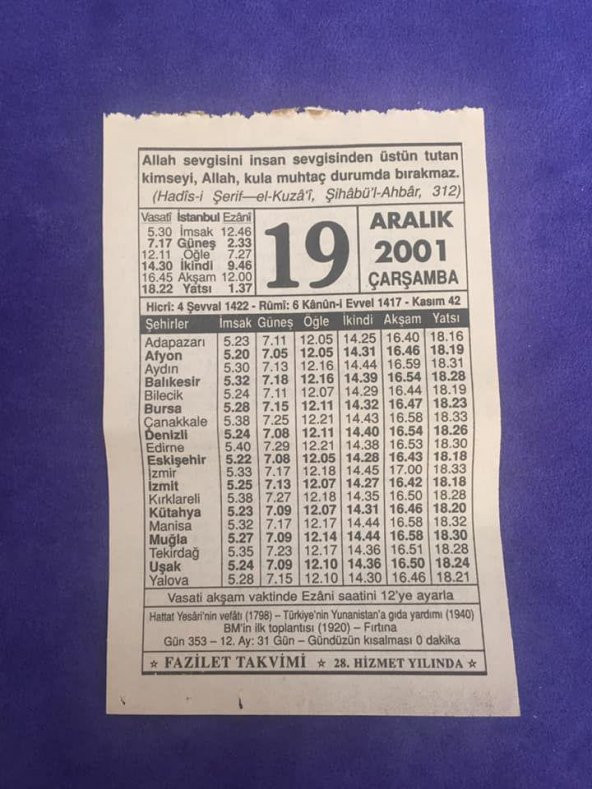 Allah sevgisini insan sevgisinden üstün tutan
kimseyi, Allah, kula muhtaç durumda bırakmaz.
(Hadîs-i Şerif—el-Kuzâ'î, Şihâbü'l-Ahbâr, 312)
Vasatî İstanbul Ezânî
5.30 İmsak 12.46
7.17 Güneş 2.33
12.11 Öğle 7.27
14.30 İkindi 9.46
16.45 Akşam 12.00
18.22 Yatsı 1.37
19
ARALIK
2001
ÇARŞAMBA
Hicrî: 4 Şevval 1422 - Rûmî: 6 Kânûn-i Evvel 1417 - Kasım 42
Şehirler İmsak Güneş Öğle İkindi Akşam Yatsı
Adapazarı 5.23 7.11 12.05 14.25 16.40 18.16
Afyon 5.20 7.05 12.05 14.31 16.46 18.19
Aydın 5.30 7.13 12.16 14.44 16.59 18.31
Balıkesir 5.32 7.18 12.16 14.39 16.54 18.28
Bilecik 5.24 7.11 12.07 14.29 16.44 18.19
Bursa 5.28 7.15 12.11 14.32 16.47 18.23
Çanakkale 5.38 7.25 12.21 14.43 16.58 18.33
Denizli 5.24 7.08 12.11 14.40 16.54 18.26
Edirne 5.40 7.29 12.21 14.38 16.53 18.30
Eskişehir 5.22 7.08 12.05 14.28 16.43 18.18
İzmir 5.33 7.17 12.18 14.45 17.00 18.33
İzmit 5.25 7.13 12.07 14.27 16.42 18.18
Kırklareli 5.38 7.27 12.18 14.35 16.50 18.28
Kütahya 5.23 7.09 12.07 14.31 16.46 18.20
Manisa 5.32 7.17 12.17 14.44 16.58 18.32
Muğla 5.27 7.09 12.14 14.44 16.58 18.30
Tekirdağ 5.35 7.23 12.17 14.36 16.51 18.28
Uşak 5.24 7.09 12.10 14.36 16.50 18.24
Yalova 5.28 7.15 12.10 14.30 16.46 18.21
Vasati akşam vaktinde Ezâni saatini 12'ye ayarla
Hattat Yesâri'nin vefâtı (1798) – Türkiye'nin Yunanistan'a gıda yardımı (1940)
BM'in ilk toplantısı (1920) – Fırtına
Gün 353 – 12. Ay: 31 Gün – Gündüzün kısalması 0 dakika
☆ FAZİLET TAKVİMİ ☆ 28. HİZMET YILINDA ☆